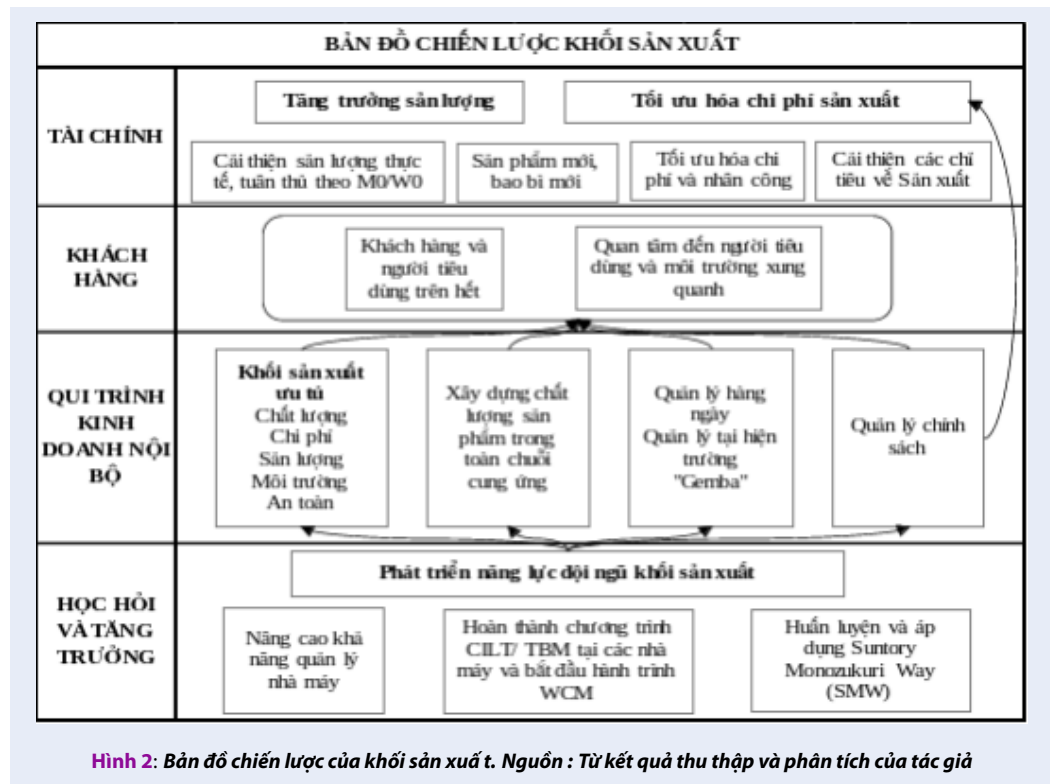 BẢN ĐỒ CHIẾN LƯỢC KHỐI SẢN XUẤT
TÀI CHÍNH
Tăng trưởng sản lượng
Tối ưu hóa chi phí sản xuất
Cải thiện sản lượng thực
tế, tuân thủ theo M0/W0
Sản phẩm mới,
bao bì mới
Tối ưu hóa chi
phí và nhân công
Cải thiện các chỉ
tiêu về Sản xuất
KHÁCH
HÀNG
Khách hàng và
người tiêu
dùng trên hết
Quan tâm đến người tiêu
dùng và môi trường xung
quanh
QUI TRÌNH
KINH
DOANH NỘI
BỘ
Khối sản xuất
ưu tú
Chất lượng
Chi phí
Sản lượng
Môi trường
An toàn
Xây dựng chất
lượng sản
phẩm trong
toàn chuỗi
cung ứng
Quản lý hàng
ngày
Quản lý tại hiện
trường
"Gemba"
Quản lý chính
sách
HỌC HỎI
VÀ TĂNG
TRƯỞNG
Phát triển năng lực đội ngũ khối sản xuất
Nâng cao khả
năng quản lý
nhà máy
Hoàn thành chương trình
CILT/ TBM tại các nhà
máy và bắt đầu hành trình
WCM
Huấn luyện và áp
dụng Suntory
Monozukuri Way
(SMW)
Hình 2: Bản đồ chiến lược của khối sản xuấ t. Nguồn : Từ kết quả thu thập và phân tích của tác giả